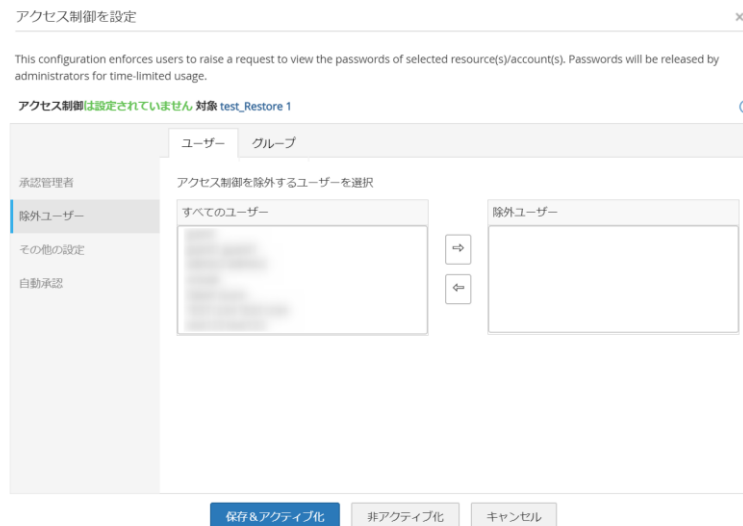 アクセス制御を設定
This configuration enforces users to raise a request to view the passwords of selected resource(s)/account(s). Passwords will be released by
administrators for time-limited usage.
アクセス制御は設定されていません 対象 test_Restore 1
ユーザー グループ
承認管理者
除外ユーザー
その他の設定
自動承認
アクセス制御を除外するユーザーを選択
すべてのユーザー
除外ユーザー
保存&アクティブ化 非アクティブ化 キャンセル